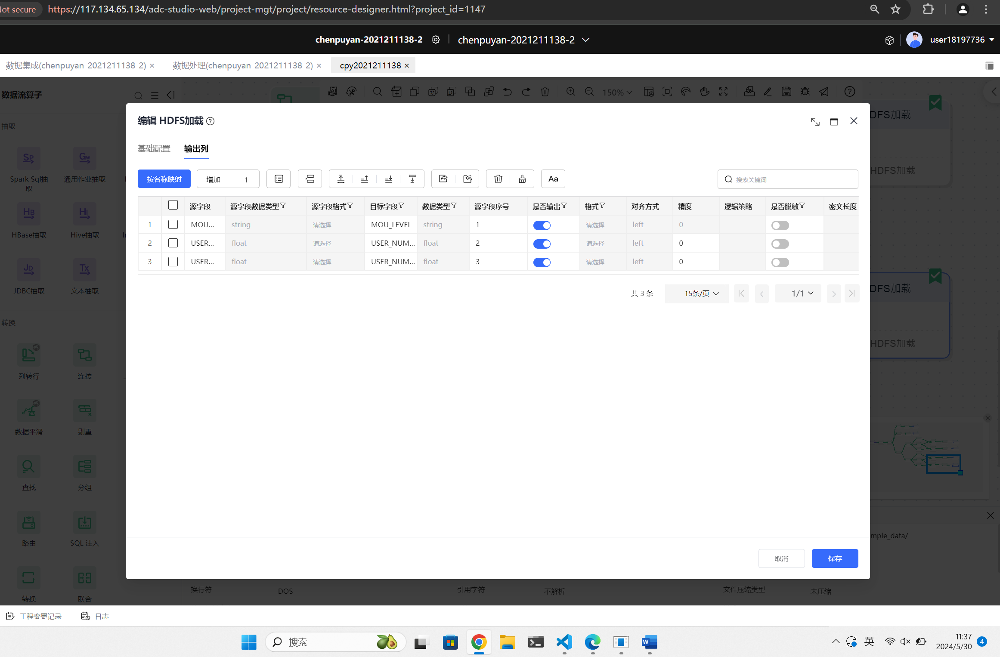 Not secure https://117.134.65.134/adc-studio-web/project-mgt/project/resource-designer.html?project_id=1147
chenpuyan-2021211138-2 chenpuyan-2021211138-2 user18197736
数据集成(chenpuyan-2021211138-2) × 数据处理(chenpuyan-2021211138-2) × cpy2021211138 ×
数据流算子 150%
编辑 HDFS加载
DFS加载
抽取
基础配置 输出列
按名称映射 增加 1 Aa 搜索关键词
HDFS加载
Spark Sql抽取 通用作业抽取
源字段 源字段数据类型 源字段格式 目标字段 数据类型 源字段序号 是否输出 格式 对齐方式 精度 逻辑策略 是否脱敏 密文长度
1 MOU... string 请选择 MOU_LEVEL string 1 请选择 left 0
2 USER... float 请选择 USER_NUM... float 2 请选择 left 0
3 USER... float 请选择 USER_NUM... float 3 请选择 left 0
HBase抽取 Hive抽取
JDBC抽取 文本抽取
共 3 条 15条/页 1/1
DFS加载
HDFS加载
转换
列转行 连接
数据平滑 剔重
查找 分组
路由 SQL 注入
mple_data/
取消 保存
转换 联合
换行符 DOS 引用字符 不解析 文件压缩类型 未压缩
工程变更记录 日志
搜索
英 11:37
2024/5/30 4